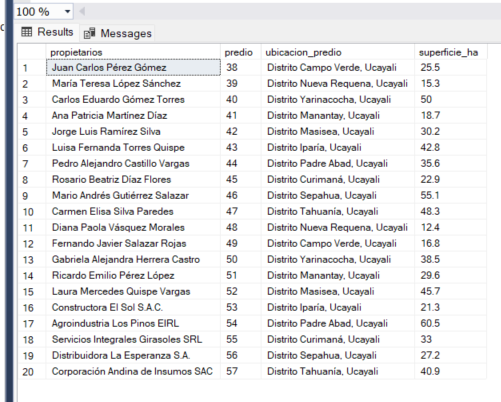 100 %
Results Messages
propietarios predio ubicacion_predio superficie_ha
1 Juan Carlos Pérez Gómez 38 Distrito Campo Verde, Ucayali 25.5
2 María Teresa López Sánchez 39 Distrito Nueva Requena, Ucayali 15.3
3 Carlos Eduardo Gómez Torres 40 Distrito Yarinacocha, Ucayali 50
4 Ana Patricia Martínez Díaz 41 Distrito Manantay, Ucayali 18.7
5 Jorge Luis Ramírez Silva 42 Distrito Masisea, Ucayali 30.2
6 Luisa Fernanda Torres Quispe 43 Distrito Iparía, Ucayali 42.8
7 Pedro Alejandro Castillo Vargas 44 Distrito Padre Abad, Ucayali 35.6
8 Rosario Beatriz Díaz Flores 45 Distrito Curimaná, Ucayali 22.9
9 Mario Andrés Gutiérrez Salazar 46 Distrito Sepahua, Ucayali 55.1
10 Carmen Elisa Silva Paredes 47 Distrito Tahuanía, Ucayali 48.3
11 Diana Paola Vásquez Morales 48 Distrito Nueva Requena, Ucayali 12.4
12 Fernando Javier Salazar Rojas 49 Distrito Campo Verde, Ucayali 16.8
13 Gabriela Alejandra Herrera Castro 50 Distrito Yarinacocha, Ucayali 38.5
14 Ricardo Emilio Pérez López 51 Distrito Manantay, Ucayali 29.6
15 Laura Mercedes Quispe Vargas 52 Distrito Masisea, Ucayali 45.7
16 Constructora El Sol S.A.C. 53 Distrito Iparía, Ucayali 21.3
17 Agroindustria Los Pinos EIRL 54 Distrito Padre Abad, Ucayali 60.5
18 Servicios Integrales Girasoles SRL 55 Distrito Curimaná, Ucayali 33
19 Distribuidora La Esperanza S.A. 56 Distrito Sepahua, Ucayali 27.2
20 Corporación Andina de Insumos SAC 57 Distrito Tahuanía, Ucayali 40.9